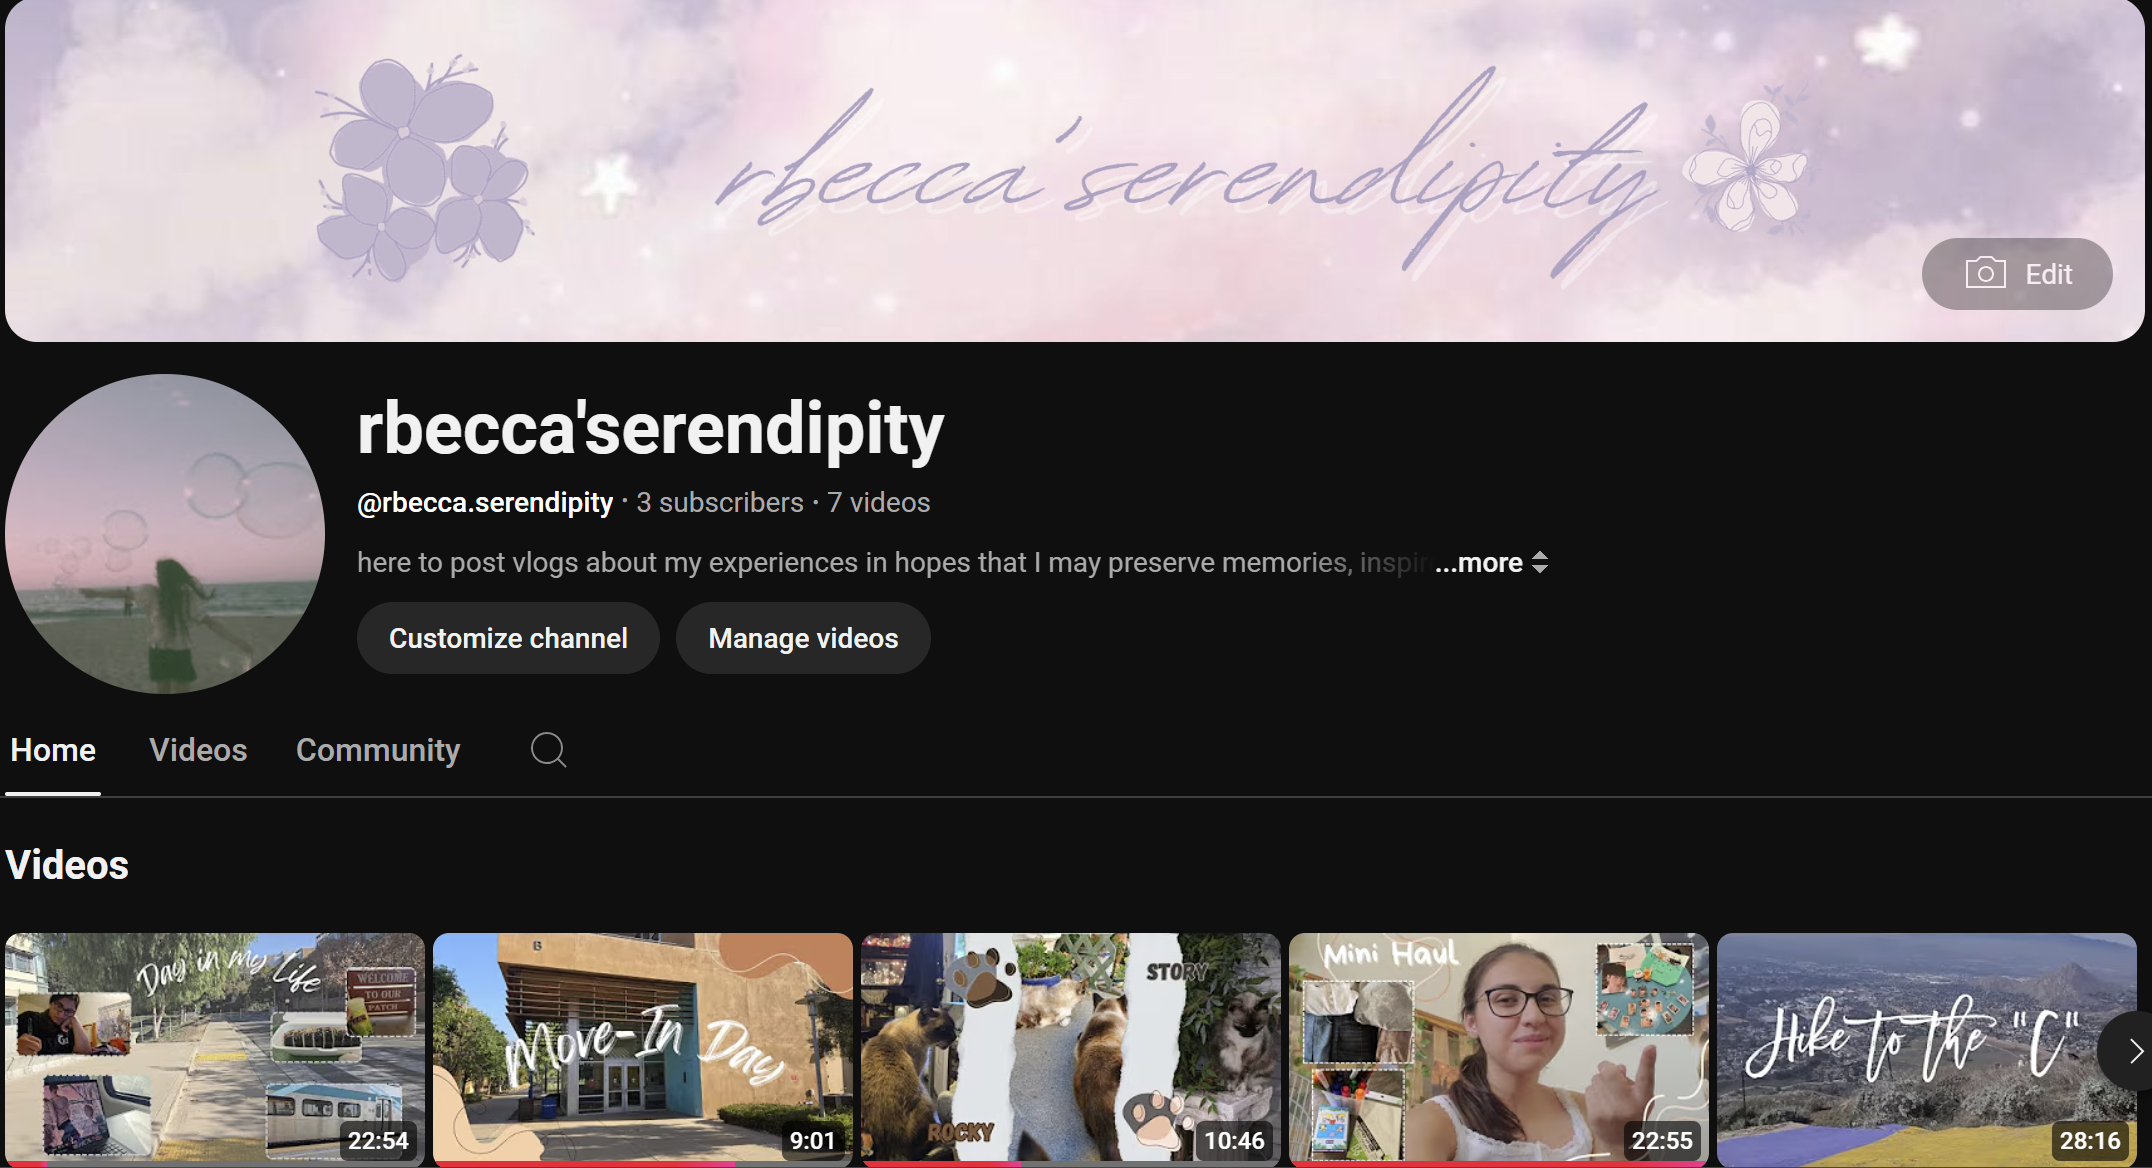 rbecca'serendipity
Edit
rbecca'serendipity
@rbecca.serendipity · 3 subscribers · 7 videos
here to post vlogs about my experiences in hopes that I may preserve memories, inspir ...more
Customize channel
Manage videos
Home
Videos
Community
Videos
Day in my Life
WELCOME
TO OUR
PATCH
22:54
B
Move-In Day
9:01
STORY
ROCKY
10:46
Mini Haul
22:55
Hike to the "C"
28:16